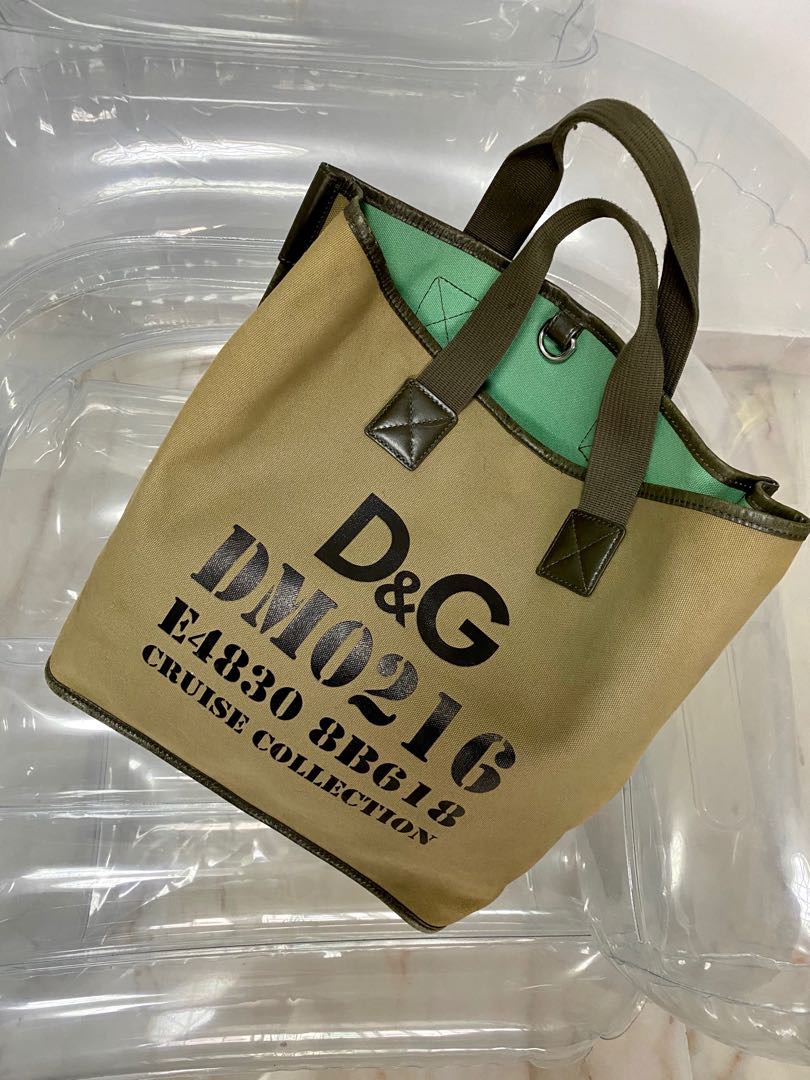 D&G
DM0216
E4830 8B618
CRUISE COLLECTION